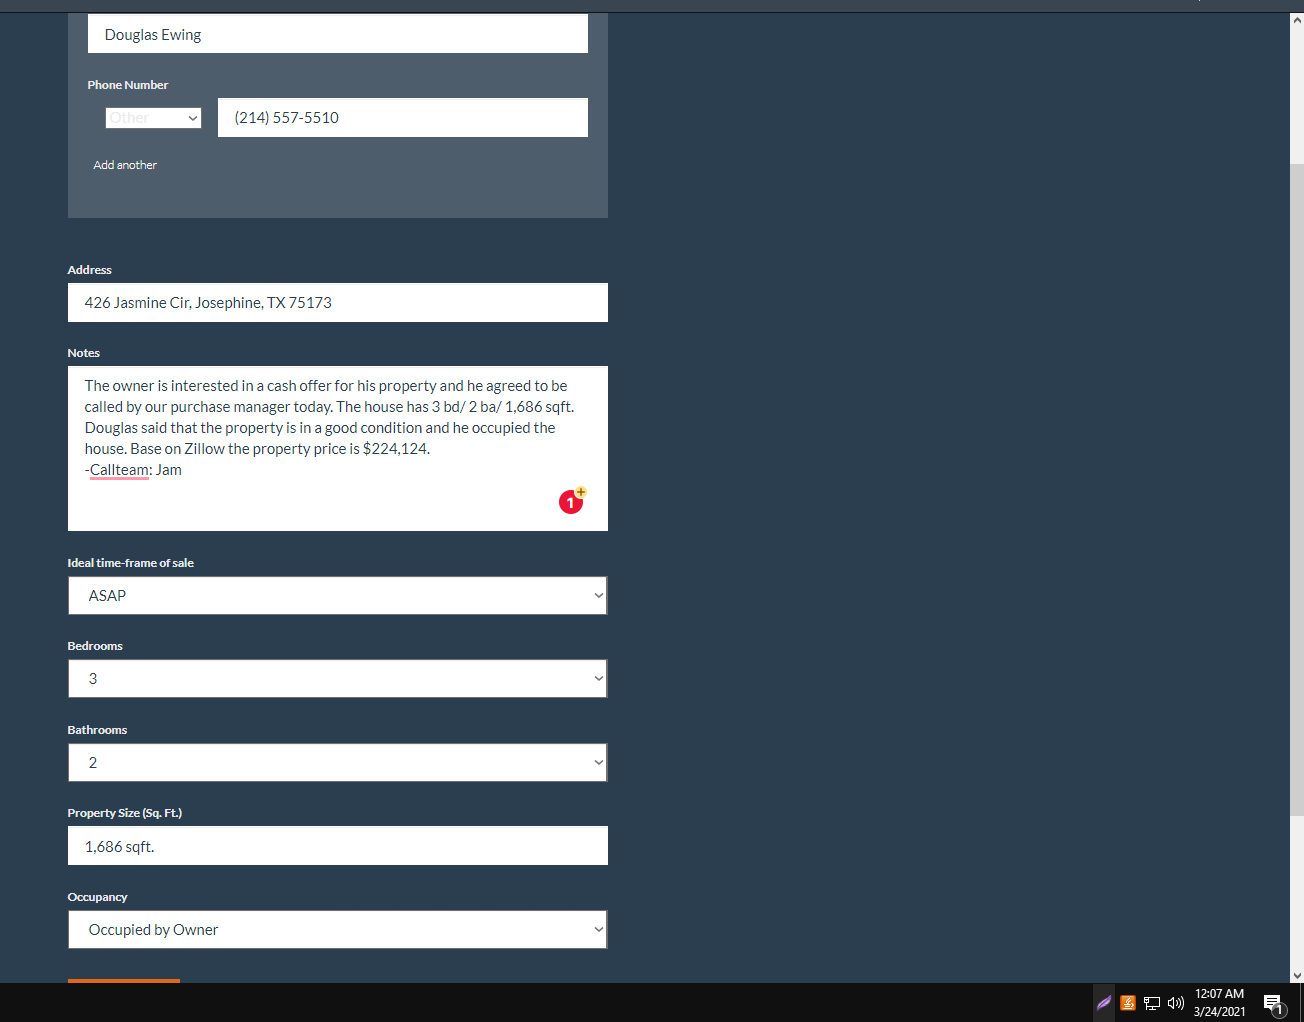 Douglas Ewing
Phone Number
Other
(214) 557-5510
Add another
Address
426 Jasmine Cir, Josephine, TX 75173
Notes
The owner is interested in a cash offer for his property and he agreed to be
called by our purchase manager today. The house has 3 bd/ 2 ba/ 1,686 sqft.
Douglas said that the property is in a good condition and he occupied the
house. Base on Zillow the property price is $224,124.
-Callteam: Jam
1
Ideal time-frame of sale
ASAP
Bedrooms
3
Bathrooms
2
Property Size (Sq. Ft.)
1,686 sqft.
Occupancy
Occupied by Owner
12:07 AM
3/24/2021
1